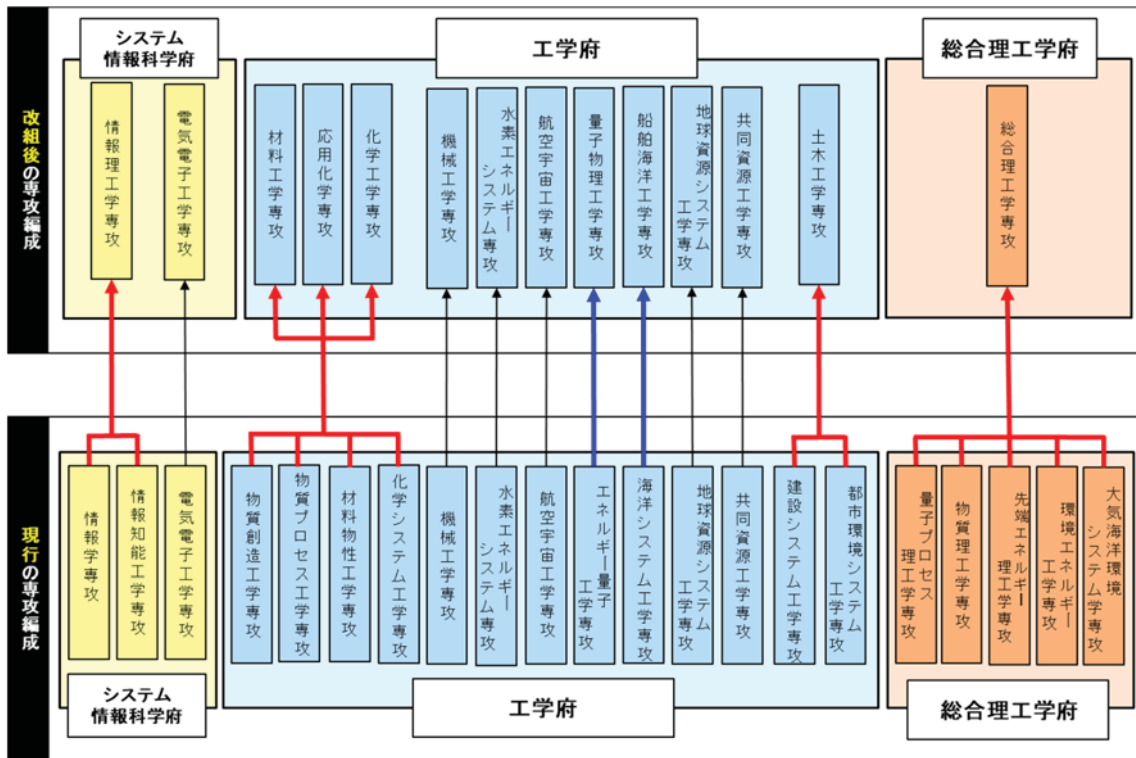 システム
情報科学府
工学府
総合理工学府
改組後の専攻編成
情報理工学専攻
電気電子工学専攻
材料工学専攻
応用化学専攻
化学工学専攻
機械工学専攻
水素エネルギー
システム専攻
航空宇宙工学専攻
量子物理工学専攻
船舶海洋工学専攻
地球資源システム
工学専攻
共同資源工学専攻
土木工学専攻
総合理工学専攻
現行の専攻編成
情報学専攻
情報知能工学専攻
電気電子工学専攻
物質創造工学専攻
物質プロセス工学専攻
材料物性工学専攻
化学システム工学専攻
機械工学専攻
水素エネルギー
システム専攻
航空宇宙工学専攻
エネルギー量子
工学専攻
海洋システム工学専攻
地球資源システム
工学専攻
共同資源工学専攻
建設システム工学専攻
都市環境システム
工学専攻
量子プロセス
理工学専攻
物質理工学専攻
先端エネルギー
理工学専攻
環境エネルギー
工学専攻
大気海洋環境
システム学専攻
システム
情報科学府
工学府
総合理工学府